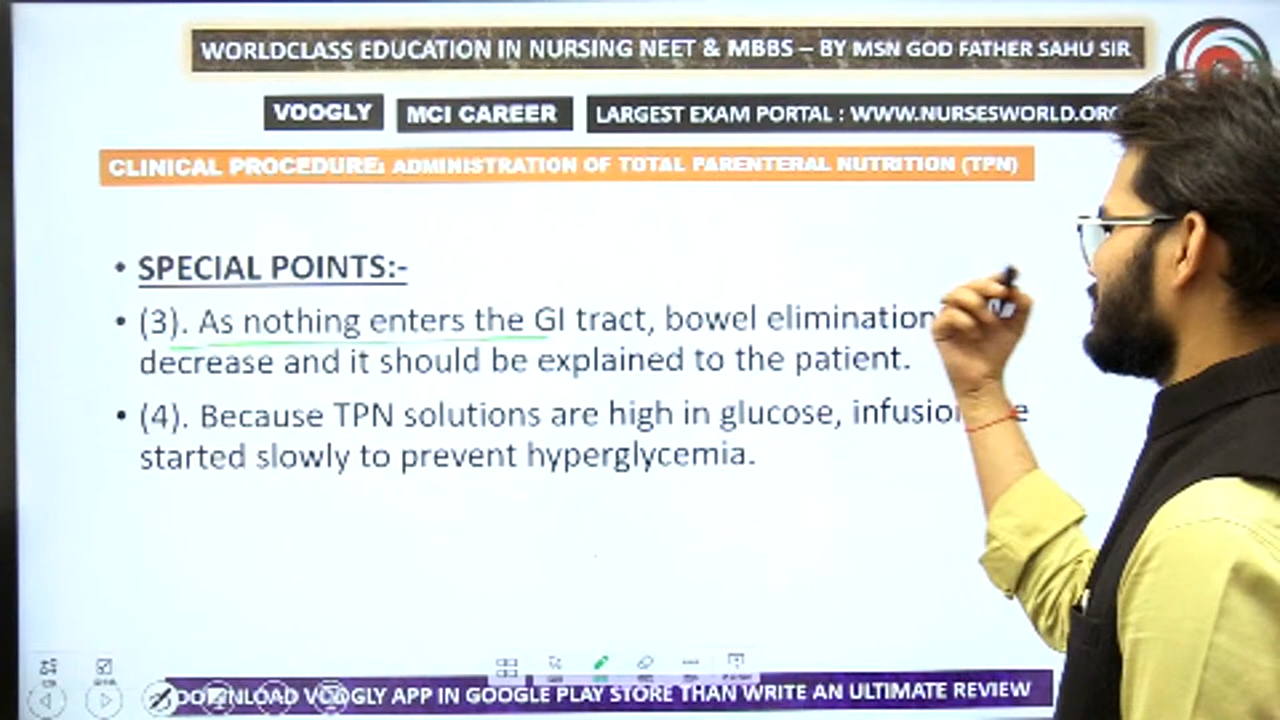 WORLDCLASS EDUCATION IN NURSING NEET & MBBS – BY MSN GOD FATHER SAHU SIR
VOOGLY MCI CAREER LARGEST EXAM PORTAL : WWW.NURSESWORLD.ORG
CLINICAL PROCEDURE: ADMINISTRATION OF TOTAL PARENTERAL NUTRITION (TPN)
• SPECIAL POINTS:-
• (3). As nothing enters the GI tract, bowel elimination
decrease and it should be explained to the patient.
• (4). Because TPN solutions are high in glucose,
started slowly to prevent hyperglycemia.
DOWNLOAD VOOGLY APP IN GOOGLE PLAY STORE THAN WRITE AN ULTIMATE REVIEW